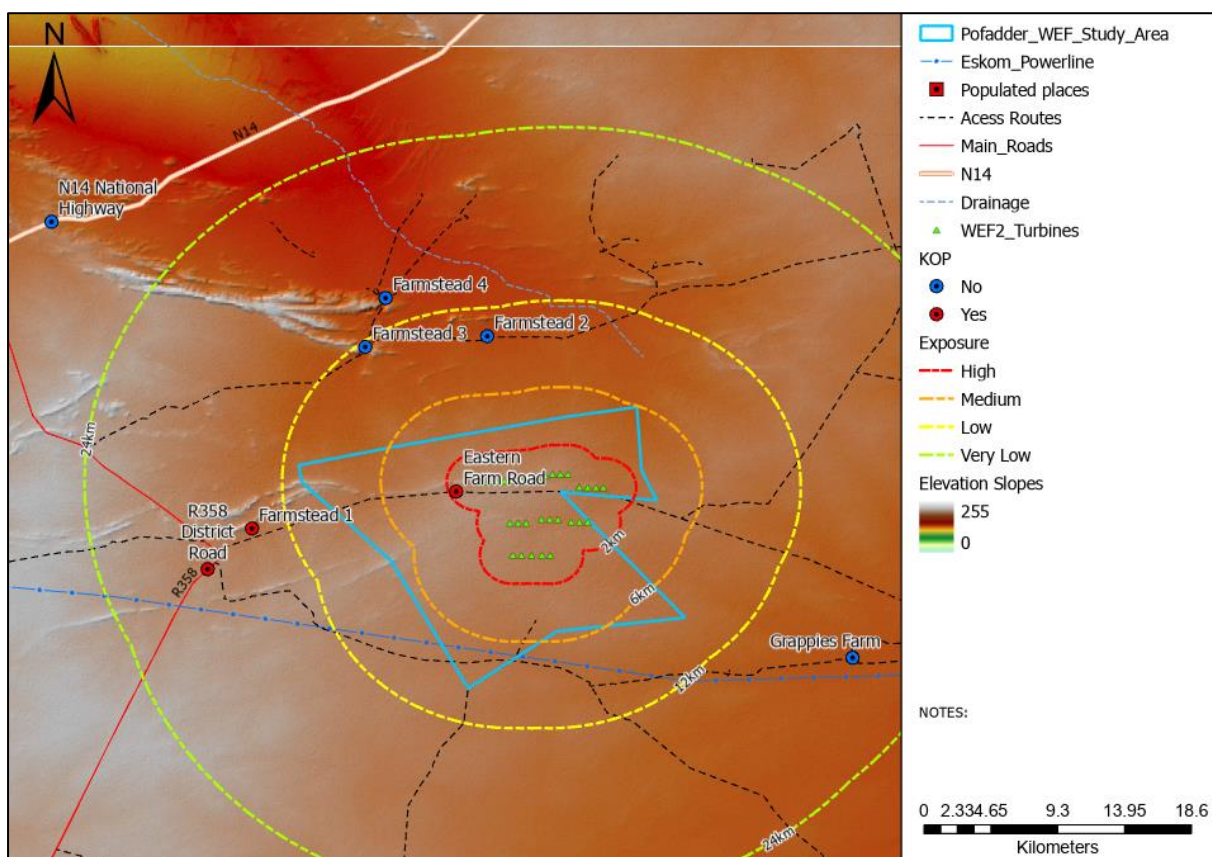 N
N14
N14 National
Highway
Farmstead 4
Farmstead 3
Farmstead 2
24km
Eastern
Farm Road
R358
District
Road
Farmstead 1
R358
2km
6km
Grapples Farm
12km
24km
Pofadder_WEF_Study_Area
Eskom_Powerline
Populated places
Acess Routes
Main_Roads
N14
Drainage
WEF2_Turbines
KOP
No
Yes
Exposure
High
Medium
Low
Very Low
Elevation Slopes
255
0
NOTES:
0 2.334.65 9.3 13.95 18.6
Kilometers